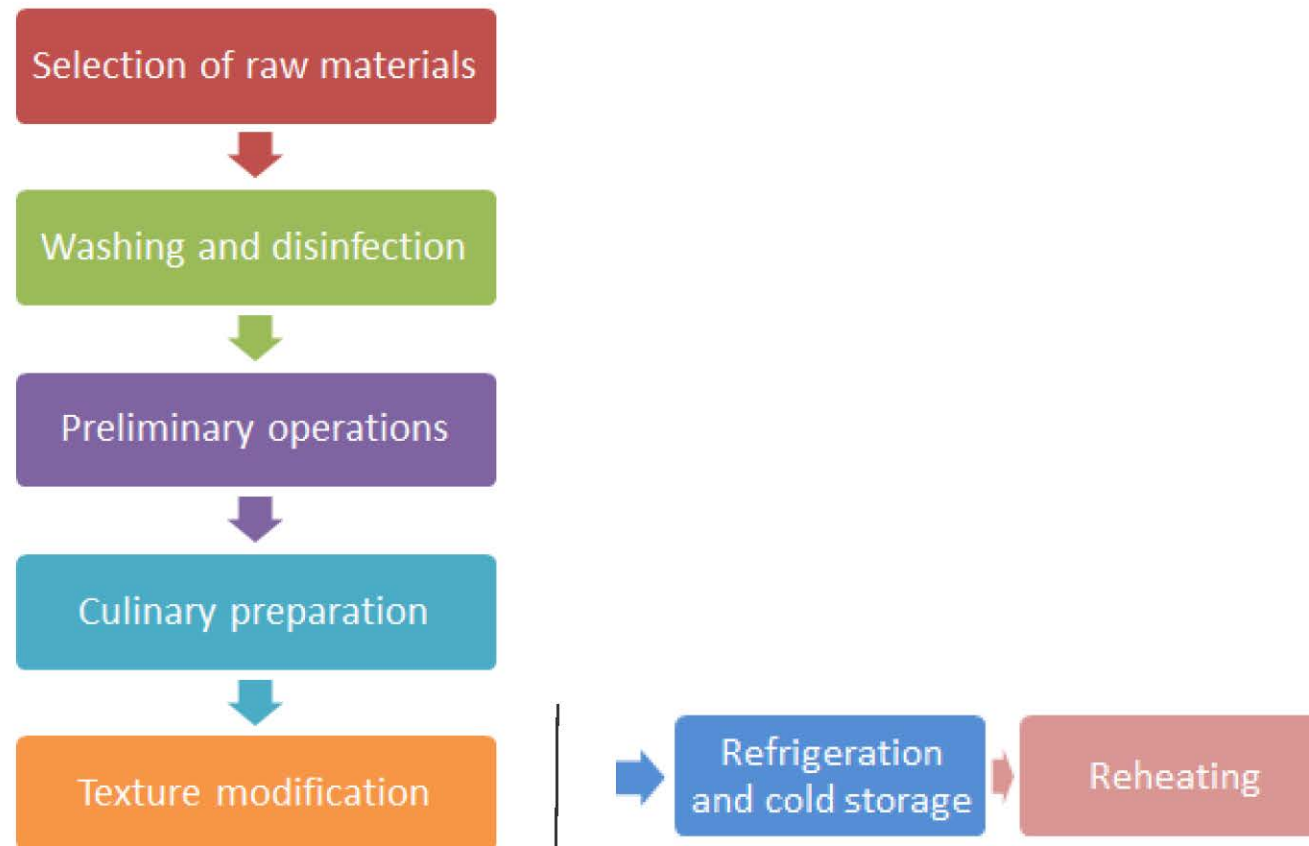 Selection of raw materials
Washing and disinfection
Preliminary operations
Culinary preparation
Texture modification
Refrigeration
and cold storage
Reheating